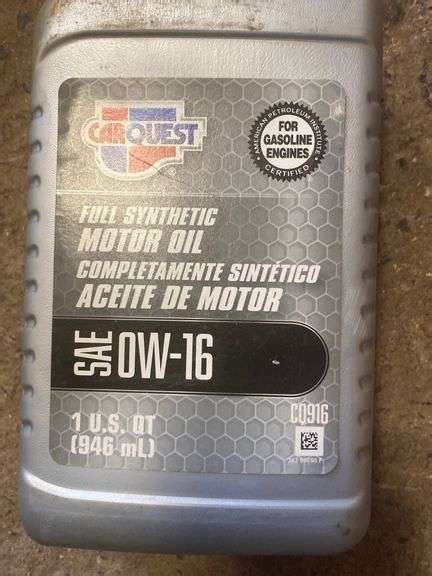 CARQUEST
AMERICAN PETROLEUM INSTITUTE
FOR
GASOLINE
ENGINES
CERTIFIED
FULL SYNTHETIC
MOTOR OIL
COMPLETAMENTE SINTÉTICO
ACEITE DE MOTOR
SAE 0W-16
1 U.S. QT
(946 mL)
CQ916